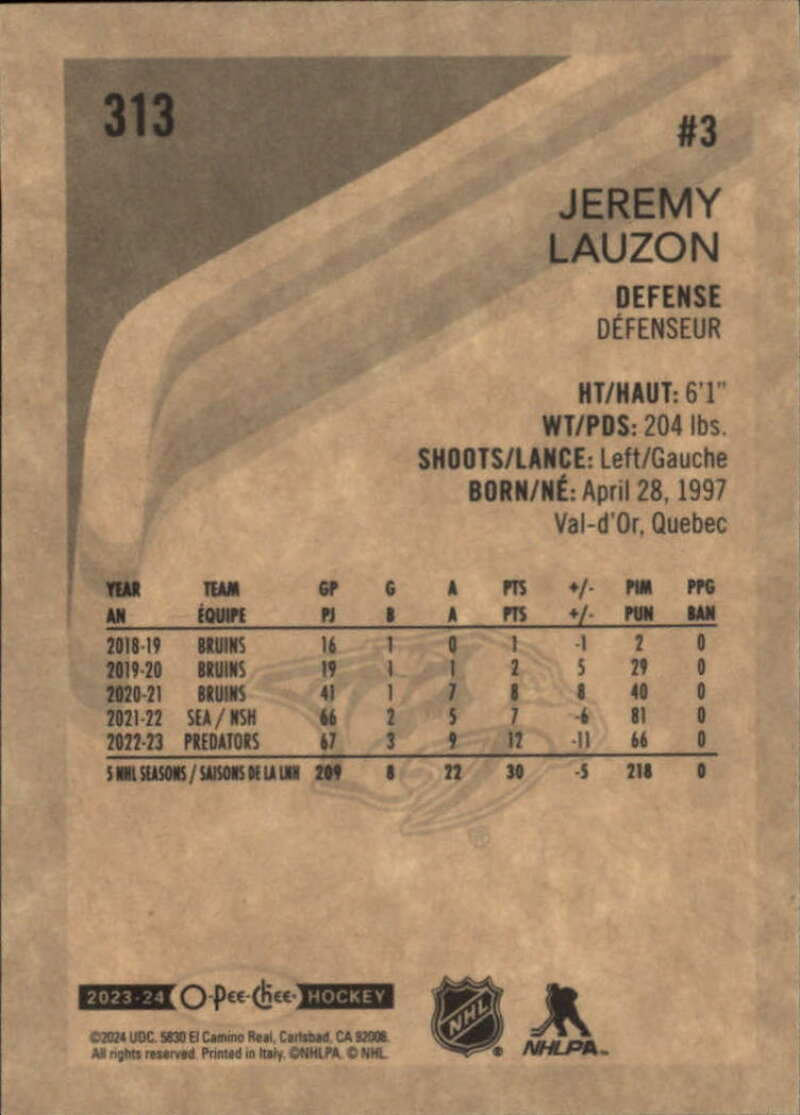 313
#3
JEREMY
LAUZON
DEFENSE
DÉFENSEUR
HT/HAUT: 6'1"
WT/PDS: 204 lbs.
SHOOTS/LANCE: Left/Gauche
BORN/NÉ: April 28, 1997
Val-d'Or, Quebec
YEAR TEAM GP G A PTS +/- PIM PPG
AN ÉQUIPE PJ B A PTS +/- PUN BAN
2018-19 BRUINS 16 1 0 1 -1 2 0
2019-20 BRUINS 19 1 1 2 5 29 0
2020-21 BRUINS 41 1 7 8 8 40 0
2021-22 SEA / NSH 66 2 5 7 -6 81 0
2022-23 PREDATORS 67 3 9 12 -11 66 0
5 NHL SEASONS / SAISONS DE LA LNH 209 8 22 30 -5 218 0
®
2023-24 O-Pee-Chee HOCKEY
©2024 UDC. 5830 El Camino Real, Carlsbad, CA 92008.
All rights reserved. Printed in Italy. ©NHLPA. © NHL.
NHL ®
NHLPA